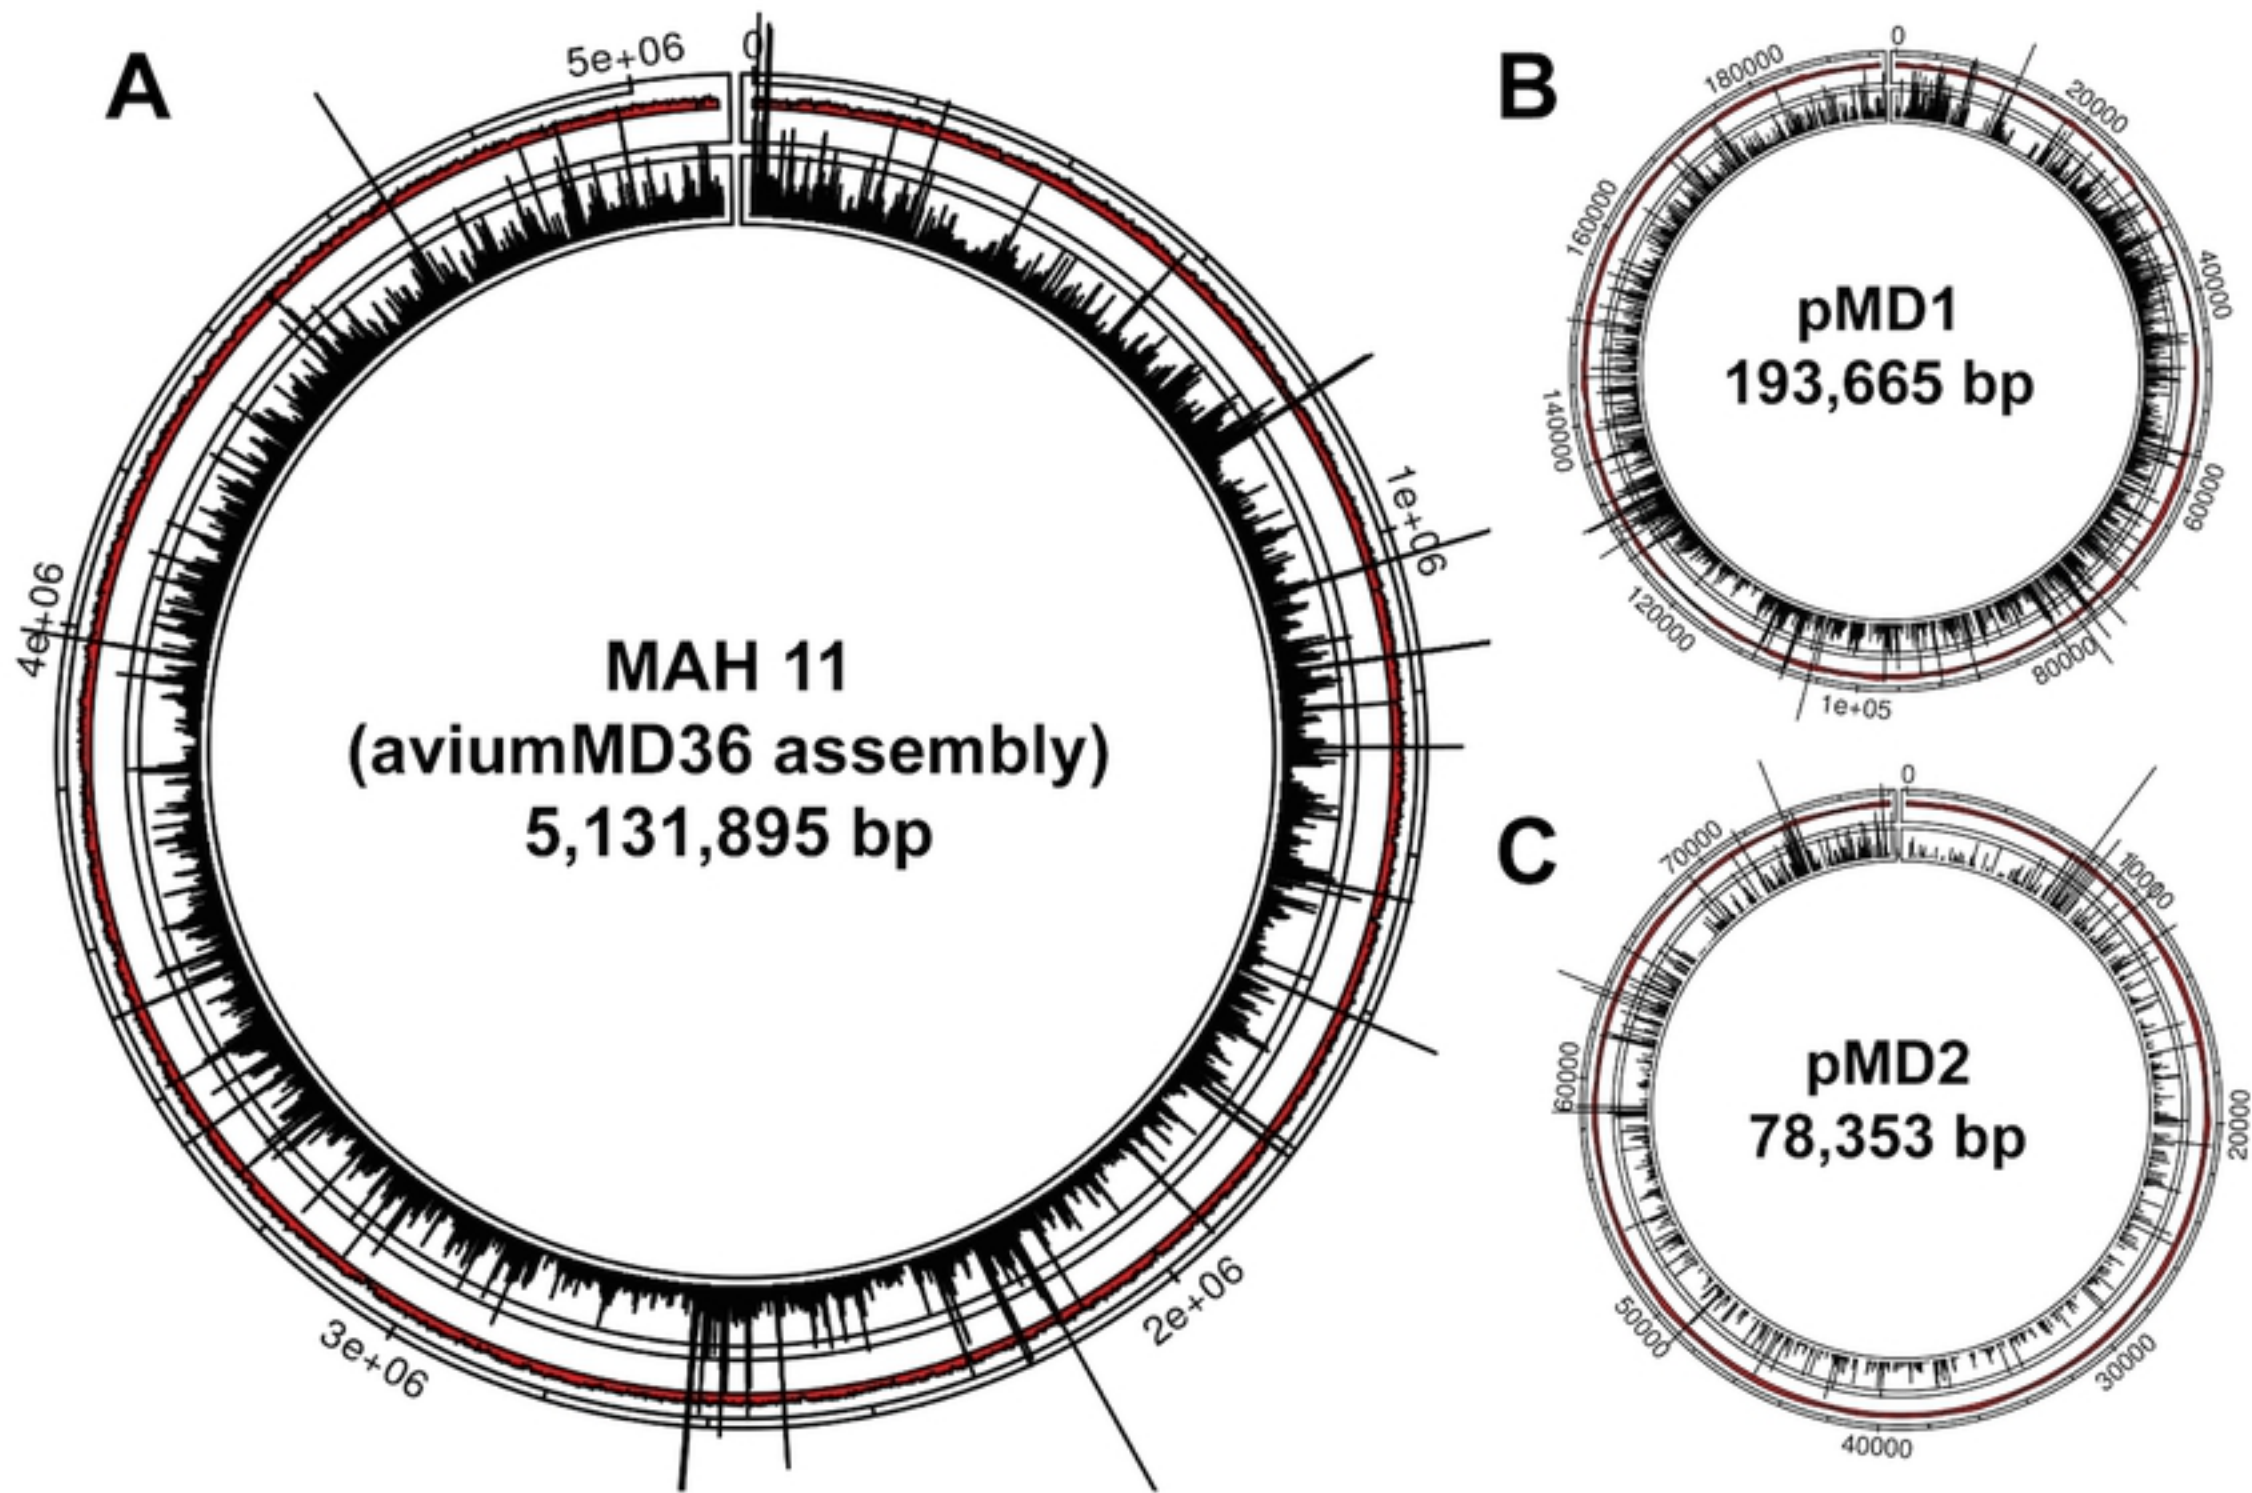 A
0
1e+06
2e+06
3e+06
4e+06
5e+06
MAH 11
(aviumMD36 assembly)
5,131,895 bp
B
0
20000
40000
60000
80000
1e+05
120000
140000
160000
180000
pMD1
193,665 bp
C
0
10000
20000
30000
40000
50000
60000
70000
pMD2
78,353 bp